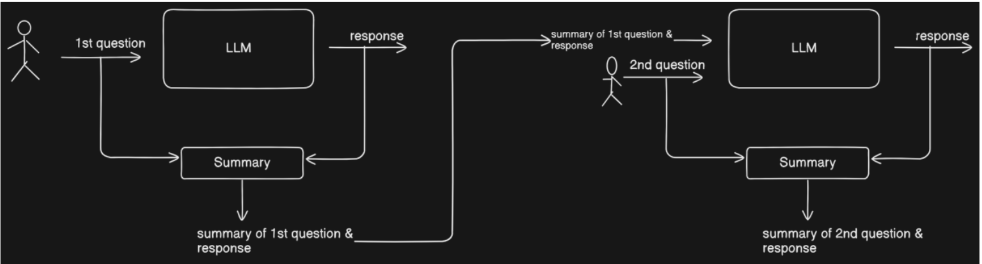 1st question
LLM
response
Summary
summary of 1st question &
response
summary of 1st question &
response
2nd question
LLM
response
Summary
summary of 2nd question &
response